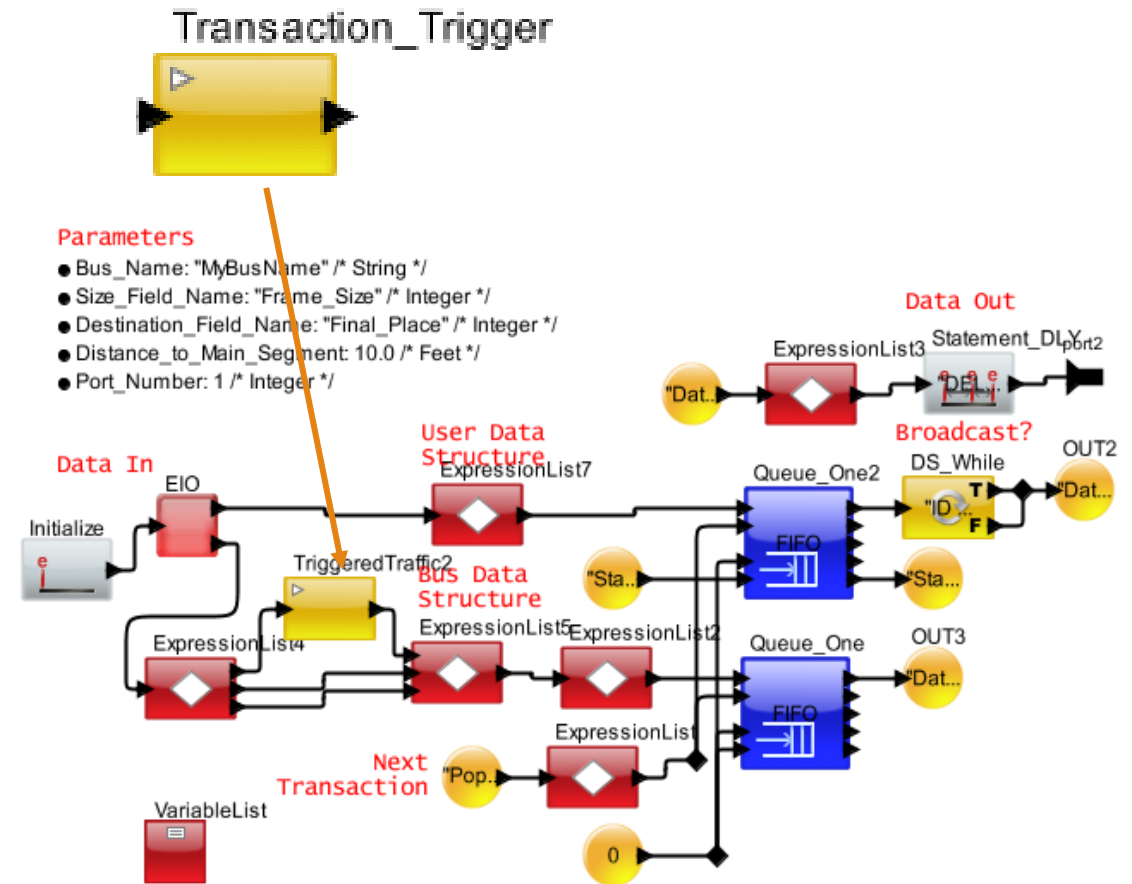 Transaction_Trigger
Parameters
Bus_Name: "MyBusName" /* String */
Size_Field_Name: "Frame_Size" /* Integer */
Destination_Field_Name: "Final_Place" /* Integer */
Distance_to_Main_Segment: 10.0 /* Feet */
Port_Number: 1 /* Integer */
Data Out
Statement_DLY
port2
ExpressionList3
"Dat...
e e e
"DEL...
User Data
Structure
Broadcast?
Data In
ExpressionList7
DS_While
OUT2
EIO
Queue_One2
T
"ID ...
F
"Dat...
Initialize
e
FIFO
TriggeredTraffic2
Bus Data
Structure
"Sta...
"Sta...
ExpressionList4
ExpressionList5
ExpressionList2
Queue_One
OUT3
"Dat...
FIFO
ExpressionList
Next
Transaction
"Pop...
VariableList
0